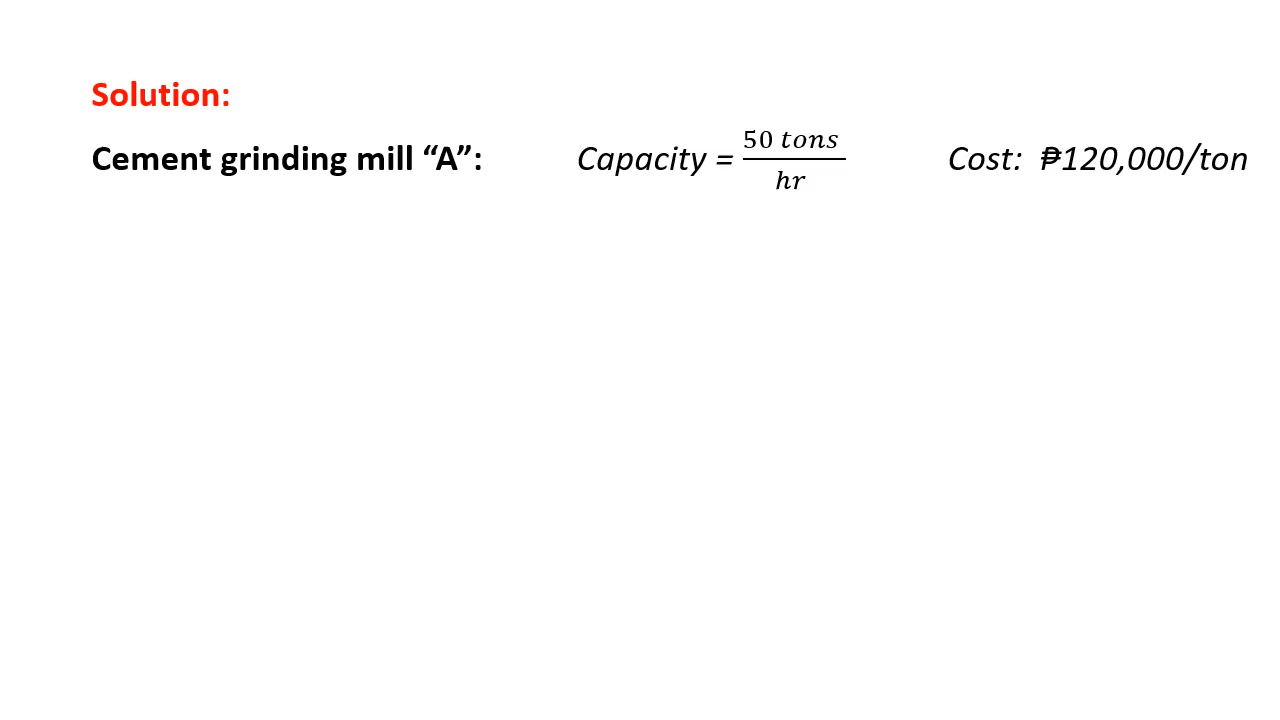 Solution:
Cement grinding mill “A”: Capacity = 50 tons / hr Cost: ₱120,000/ton